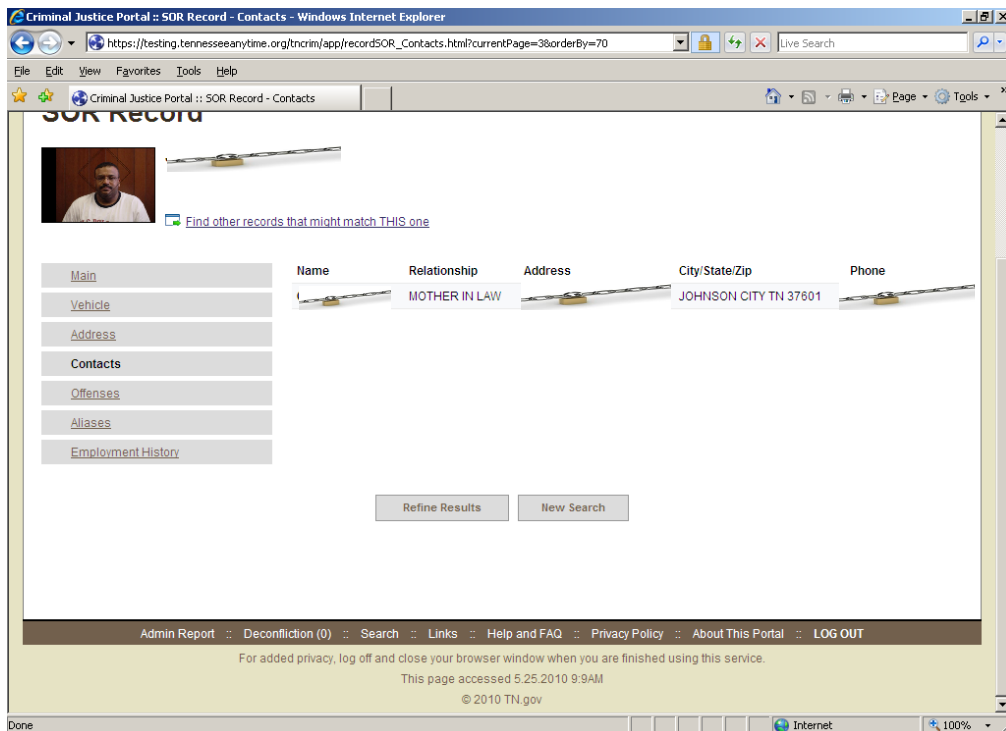 Criminal Justice Portal :: SOR Record - Contacts - Windows Internet Explorer
https://testing.tennesseeanytime.org/tncrim/app/recordSOR_Contacts.html?currentPage=3&orderBy=70 Live Search
File Edit View Favorites Tools Help
Criminal Justice Portal :: SOR Record - Contacts Page Tools
SOR Record
Find other records that might match THIS one
Name Relationship Address City/State/Zip Phone
MOTHER IN LAW JOHNSON CITY TN 37601
Main
Vehicle
Address
Contacts
Offenses
Aliases
Employment History
Refine Results New Search
Admin Report :: Deconfliction (0) :: Search :: Links :: Help and FAQ :: Privacy Policy :: About This Portal :: LOG OUT
For added privacy, log off and close your browser window when you are finished using this service.
This page accessed 5.25.2010 9:9AM
© 2010 TN.gov
Done Internet 100%